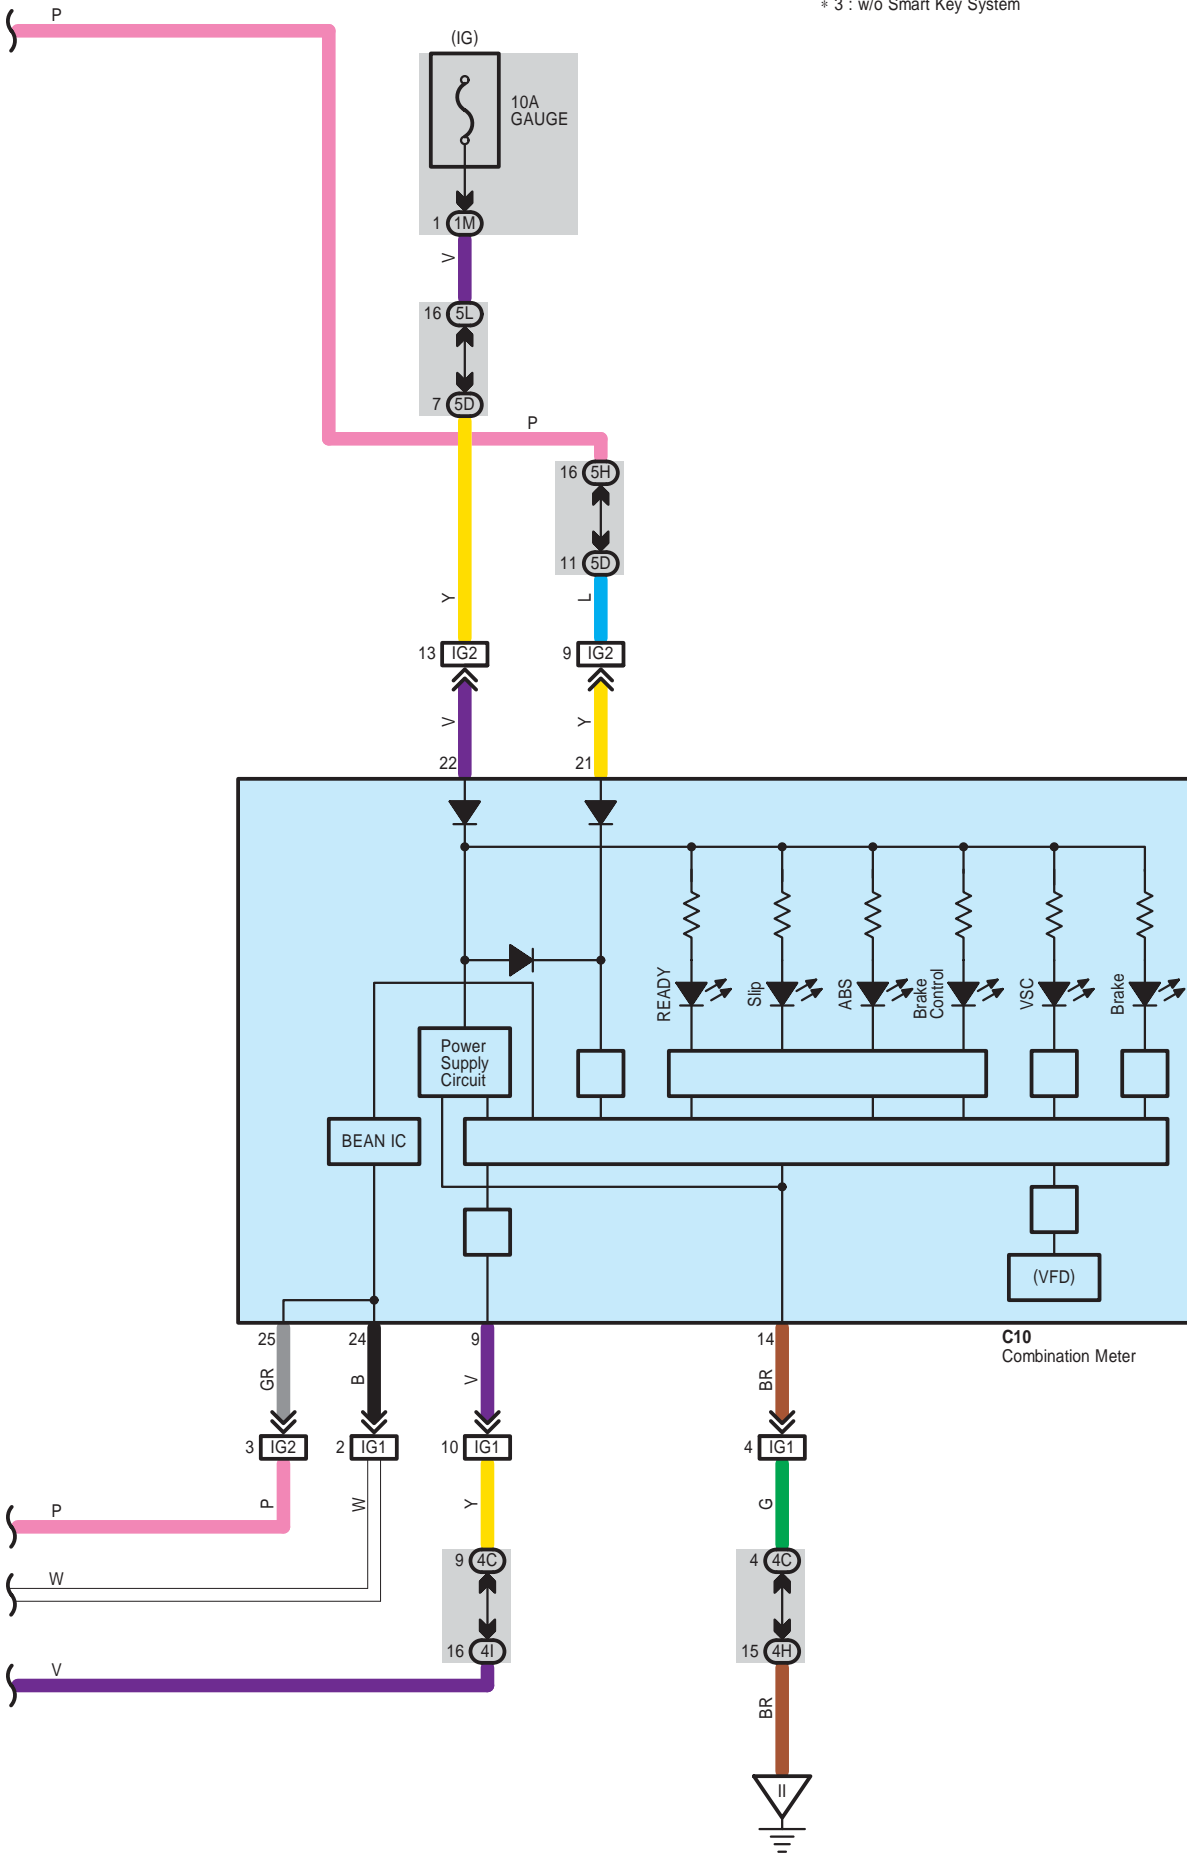 * 3 : w/o Smart Key System
P
(IG)
10A
GAUGE
1 1M
V
16 5L
7 5D
P
16 5H
11 5D
Y
L
13 IG2
9 IG2
V
Y
22
21
READY
Slip
ABS
Brake
Control
VSC
Brake
Power
Supply
Circuit
BEAN IC
(VFD)
25
24
9
14
C10
Combination Meter
GR
B
V
BR
3 IG2
2 IG1
10 IG1
4 IG1
P
P
W
Y
G
9 4C
4 4C
W
16 4I
15 4H
V
BR
II